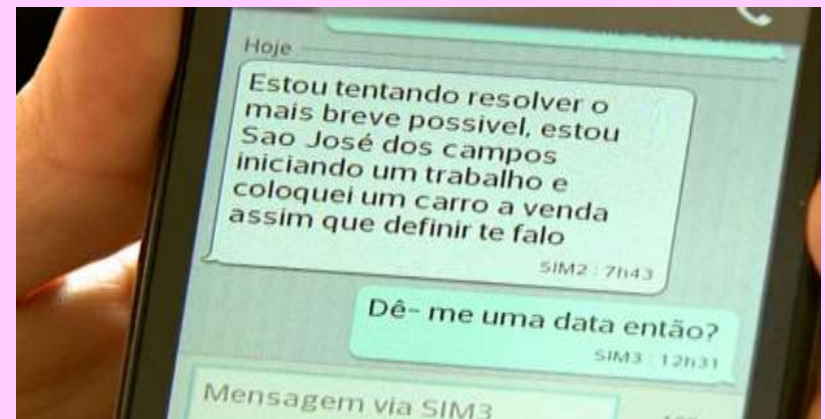 Hoje
Estou tentando resolver o
mais breve possivel, estou
Sao José dos campos
iniciando um trabalho e
coloquei um carro a venda
assim que definir te falo
SIM2 : 7h43
Dê- me uma data então?
SIM3 : 12h31
Mensagem via SIM3